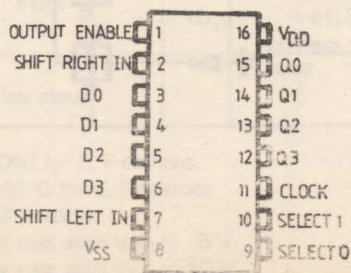 OUTPUT ENABLE 1 16 VDD
SHIFT RIGHT IN 2 15 Q0
D0 3 14 Q1
D1 4 13 Q2
D2 5 12 Q3
D3 6 11 CLOCK
SHIFT LEFT IN 7 10 SELECT 1
VSS 8 9 SELECT 0